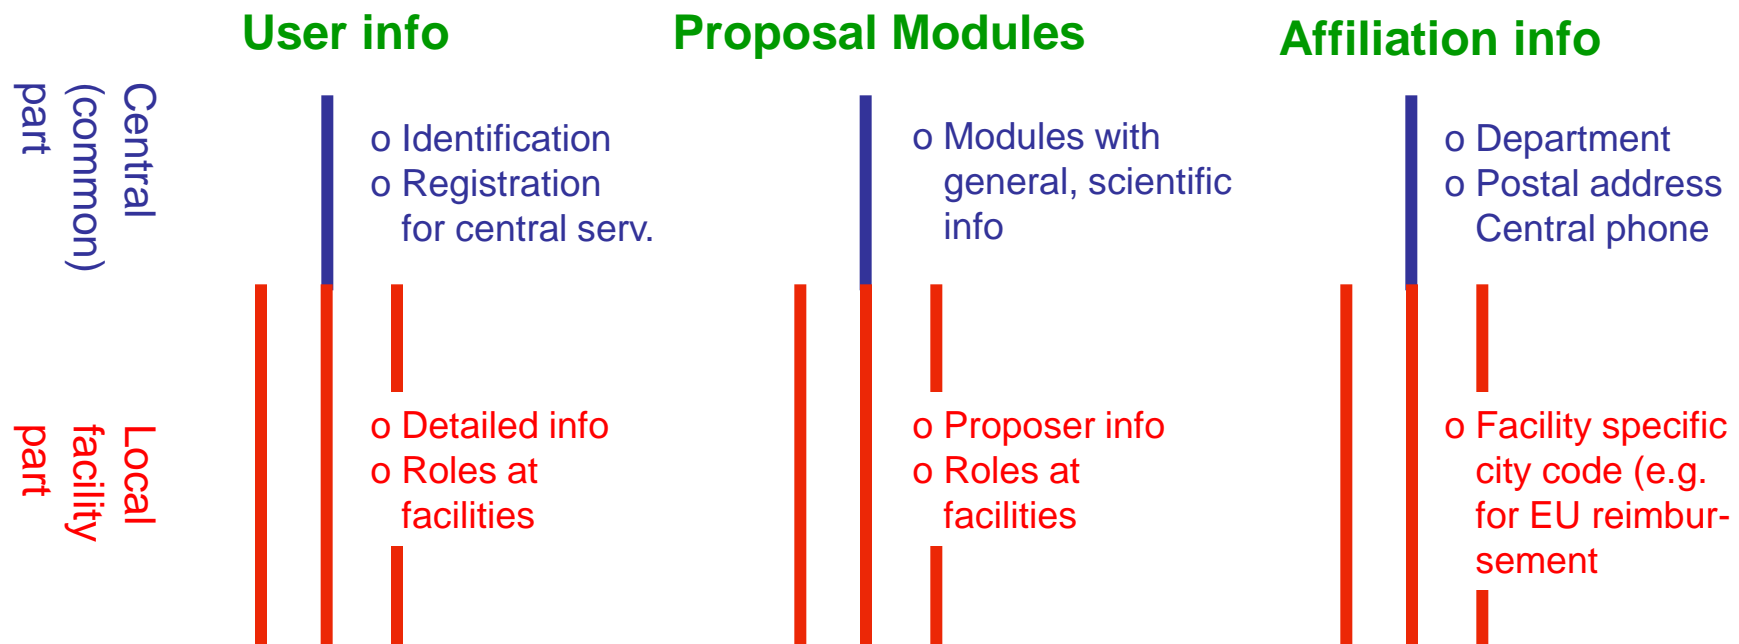 User info
Proposal Modules
Affiliation info
Central
(common)
part
o Identification
o Registration
for central serv.
o Modules with
general, scientific
info
o Department
o Postal address
Central phone
Local
facility
part
o Detailed info
o Roles at
facilities
o Proposer info
o Roles at
facilities
o Facility specific
city code (e.g.
for EU reimbur-
sement